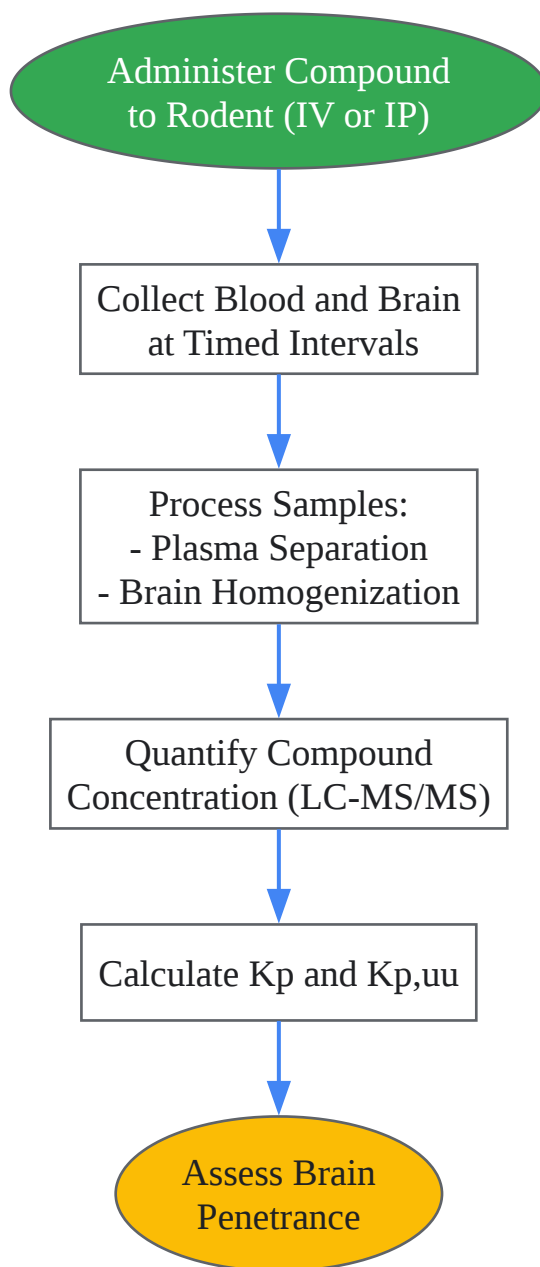 Administer Compound
to Rodent (IV or IP)
Collect Blood and Brain
at Timed Intervals
Process Samples:
- Plasma Separation
- Brain Homogenization
Quantify Compound
Concentration (LC-MS/MS)
Calculate Kp and Kp,uu
Assess Brain
Penetrance